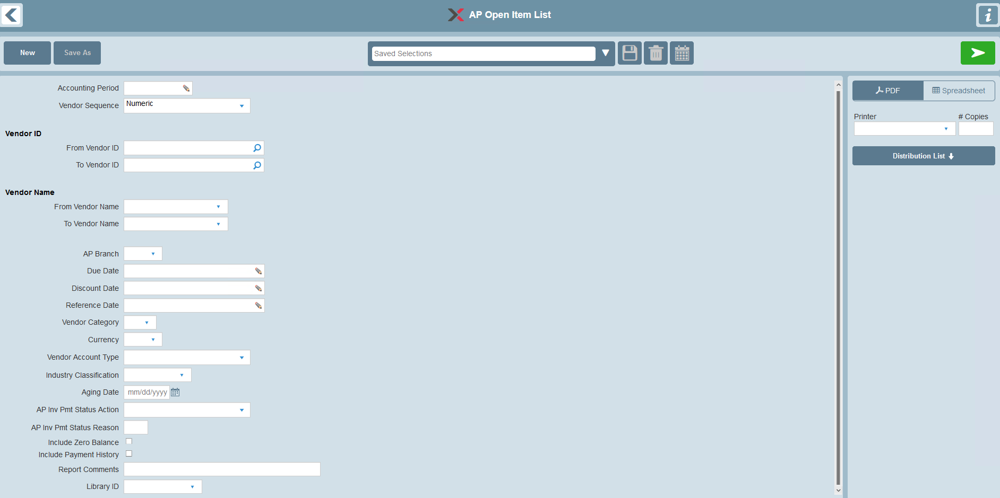 AP Open Item List
i
New
Save As
Saved Selections
Accounting Period
Vendor Sequence
Numeric
Vendor ID
From Vendor ID
To Vendor ID
Vendor Name
From Vendor Name
To Vendor Name
AP Branch
Due Date
Discount Date
Reference Date
Vendor Category
Currency
Vendor Account Type
Industry Classification
Aging Date
mm/dd/yyyy
AP Inv Pmt Status Action
AP Inv Pmt Status Reason
Include Zero Balance
Include Payment History
Report Comments
Library ID
PDF
Spreadsheet
Printer
# Copies
Distribution List